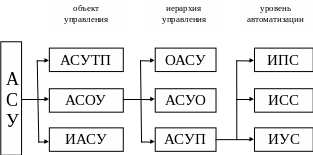 объект
управления
иерархия
управления
уровень
автоматизации
АСУТП
ОАСУ
ИПС
А
С
У
АСОУ
АСУО
ИСС
ИАСУ
АСУП
ИУС